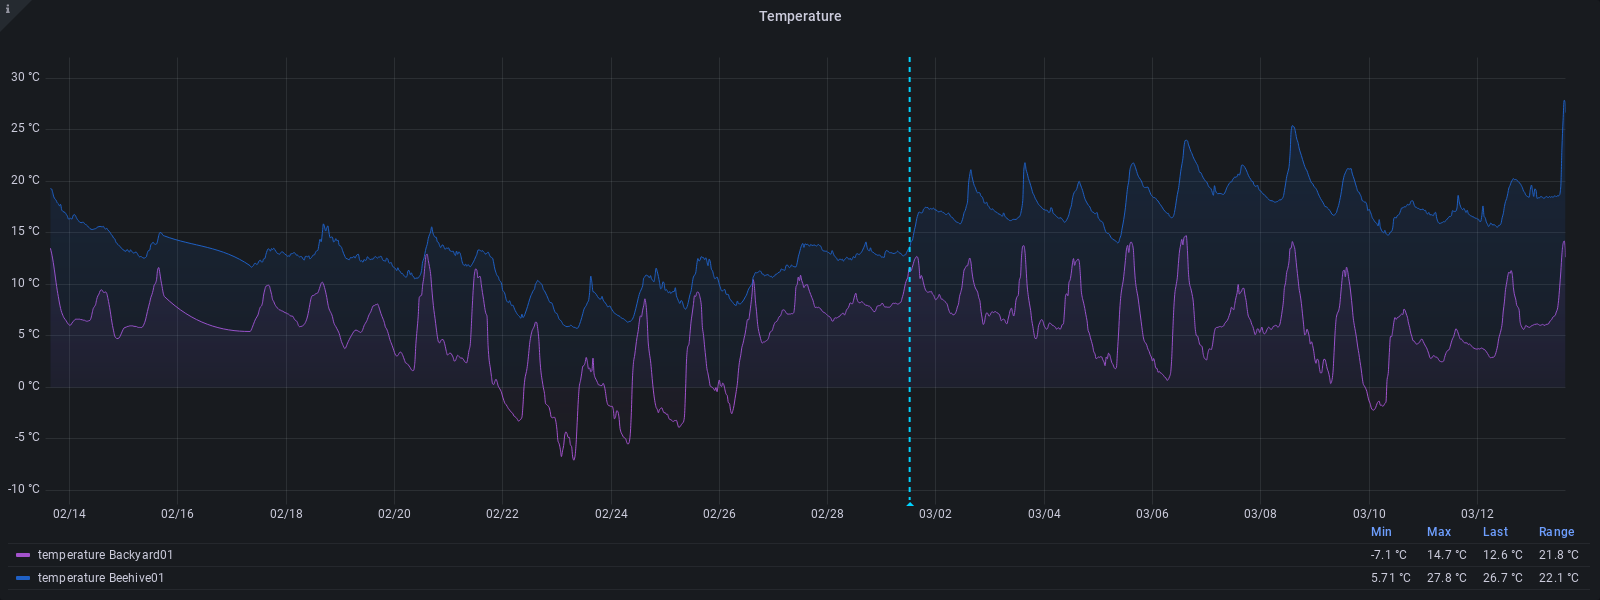 i
Temperature
30 °C
25 °C
20 °C
15 °C
10 °C
5 °C
0 °C
-5 °C
-10 °C
02/14 02/16 02/18 02/20 02/22 02/24 02/26 02/28 03/02 03/04 03/06 03/08 03/10 03/12
Min Max Last Range
temperature Backyard01 -7.1 °C 14.7 °C 12.6 °C 21.8 °C
temperature Beehive01 5.71 °C 27.8 °C 26.7 °C 22.1 °C